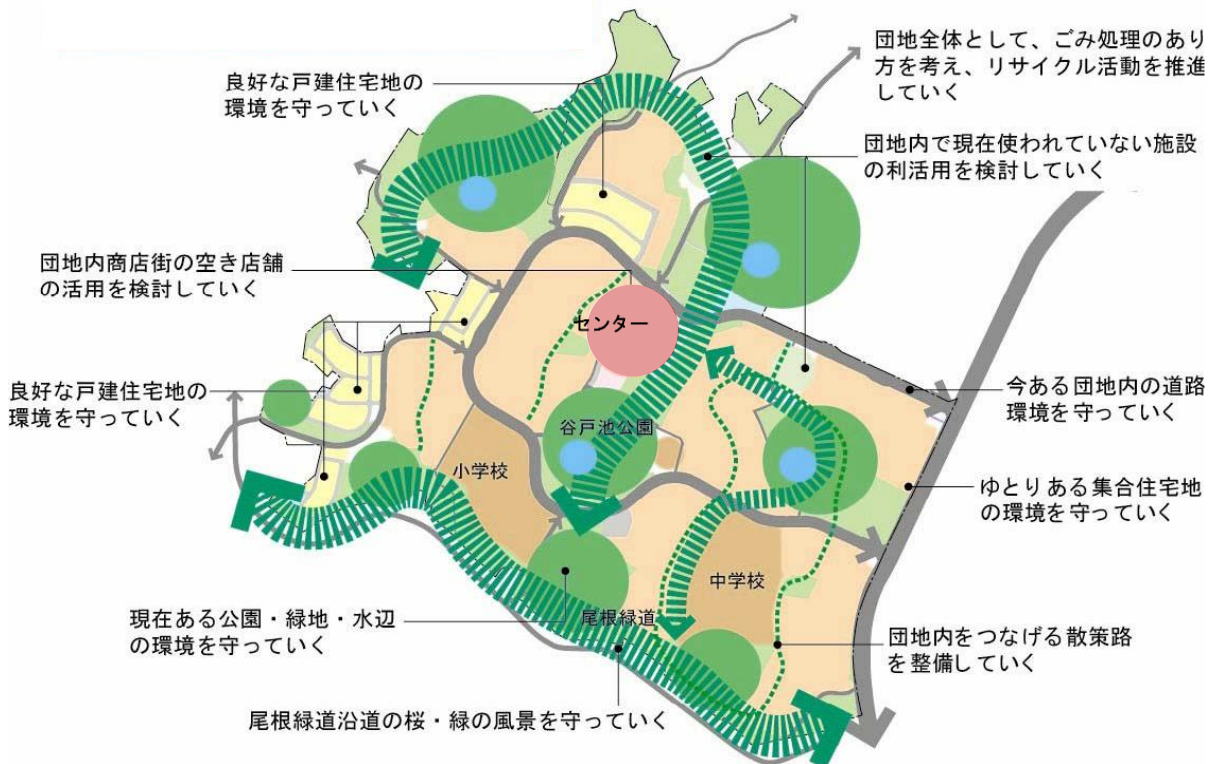 良好な戸建住宅地の
環境を守っていく
団地全体として、ごみ処理のあり
方を考え、リサイクル活動を推進
していく
団地内で現在使われていない施設
の利活用を検討していく
団地内商店街の空き店舗
の活用を検討していく
センター
良好な戸建住宅地の
環境を守っていく
今ある団地内の道路
環境を守っていく
谷戸池公園
小学校
ゆとりある集合住宅地
の環境を守っていく
中学校
現在ある公園・緑地・水辺
の環境を守っていく
尾根緑道
団地内をつなげる散策路
を整備していく
尾根緑道沿道の桜・緑の風景を守っていく